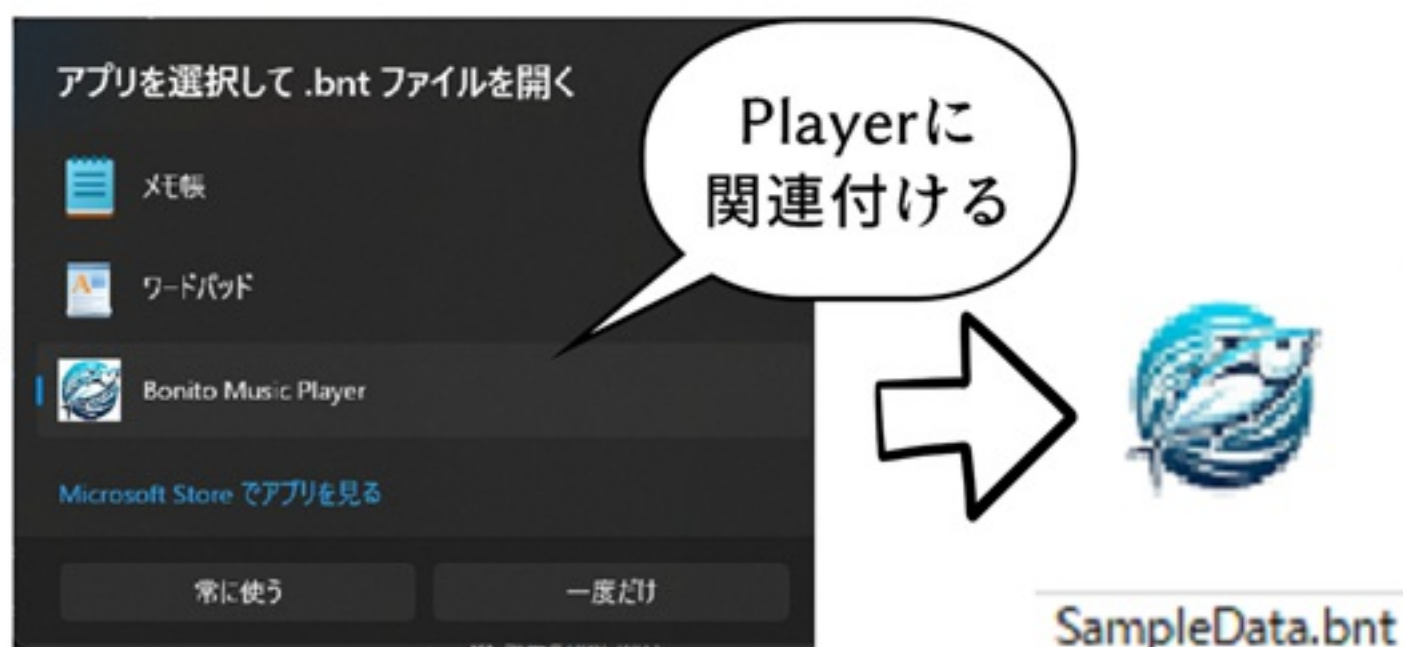 アプリを選択して .bnt ファイルを開く
メモ帳
ワードパッド
Bonito Music Player
Microsoft Store でアプリを見る
常に使う
一度だけ
Playerに
関連付ける
SampleData.bnt